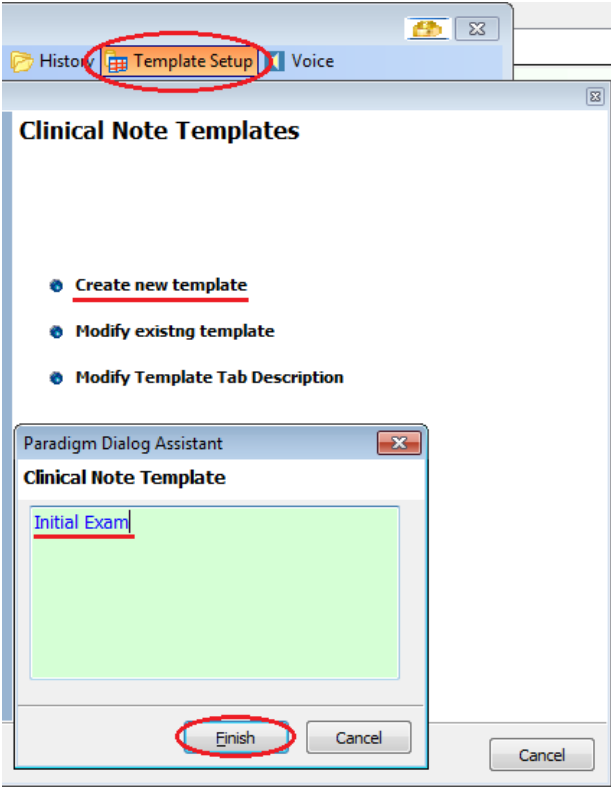 History Template Setup Voice
Clinical Note Templates
Create new template
Modify existng template
Modify Template Tab Description
Paradigm Dialog Assistant
Clinical Note Template
Initial Exam
Finish Cancel
Cancel